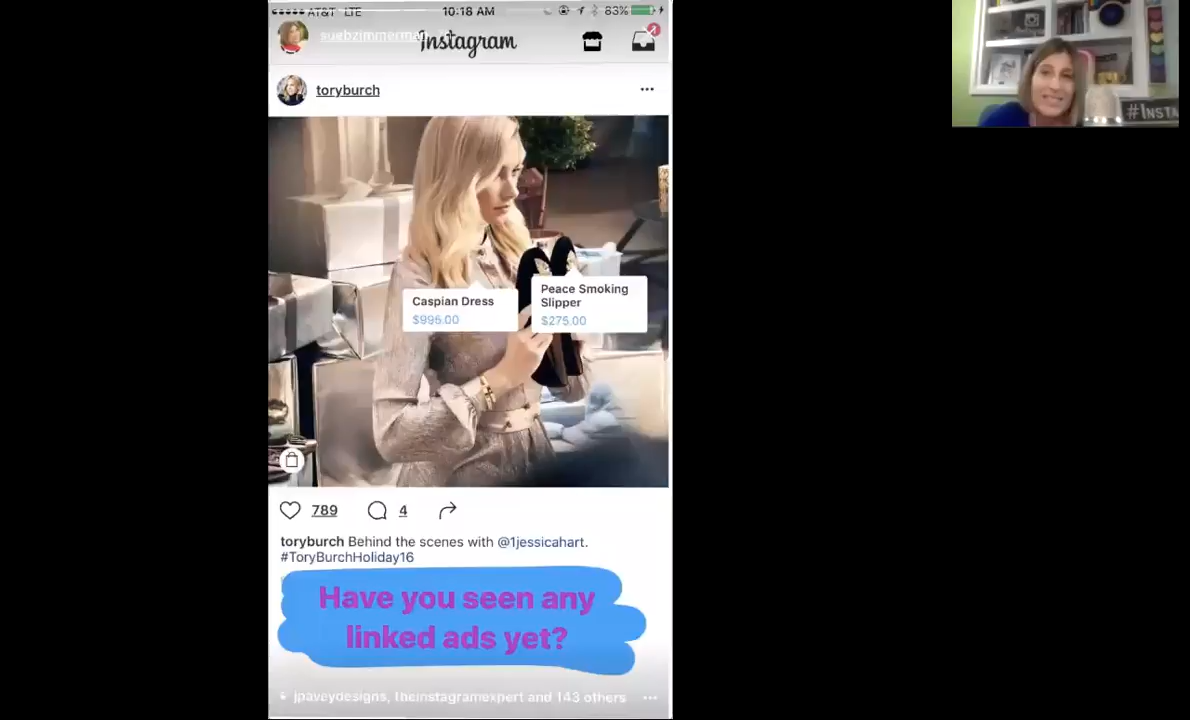 AT&T LTE 10:18 AM 83%
suebzimmerman
Instagram
toryburch
#INSTA
Caspian Dress
$995.00
Peace Smoking
Slipper
$275.00
789 4
toryburch Behind the scenes with @1jessicahart.
#ToryBurchHoliday16
Have you seen any
linked ads yet?
jpaveydesigns, theinstagramexpert and 143 others